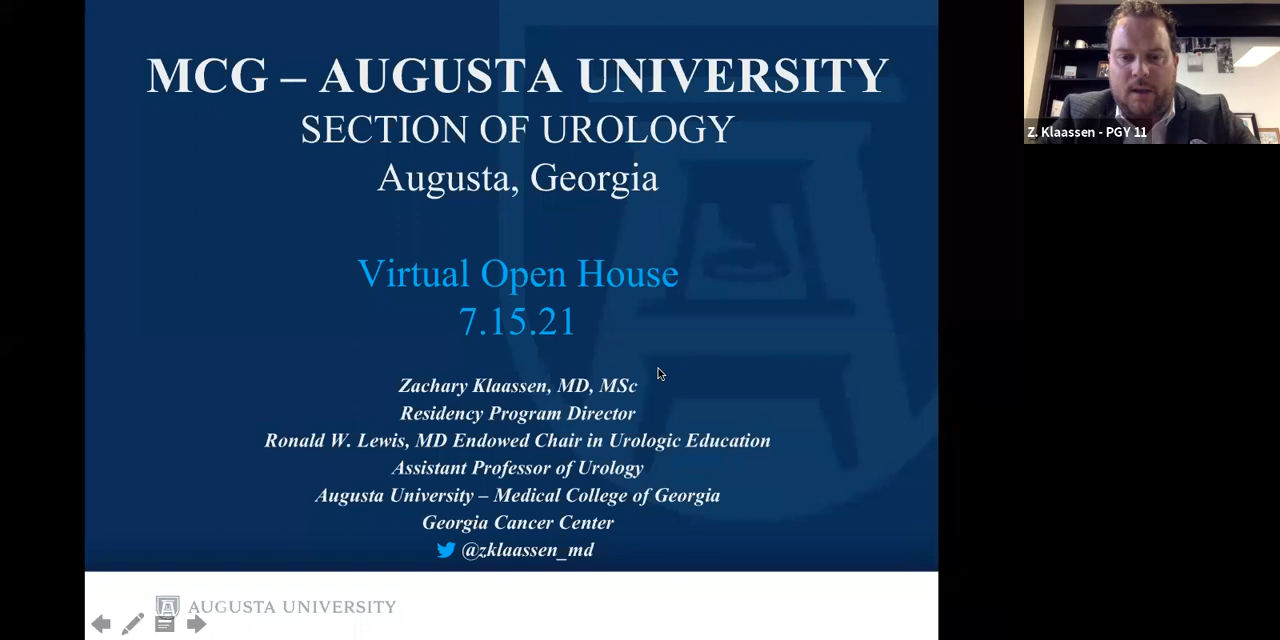 MCG – AUGUSTA UNIVERSITY
SECTION OF UROLOGY
Augusta, Georgia
Virtual Open House
7.15.21
Zachary Klaassen, MD, MSc
Residency Program Director
Ronald W. Lewis, MD Endowed Chair in Urologic Education
Assistant Professor of Urology
Augusta University – Medical College of Georgia
Georgia Cancer Center
@zklaassen_md
AUGUSTA UNIVERSITY
Z. Klaassen - PGY 11